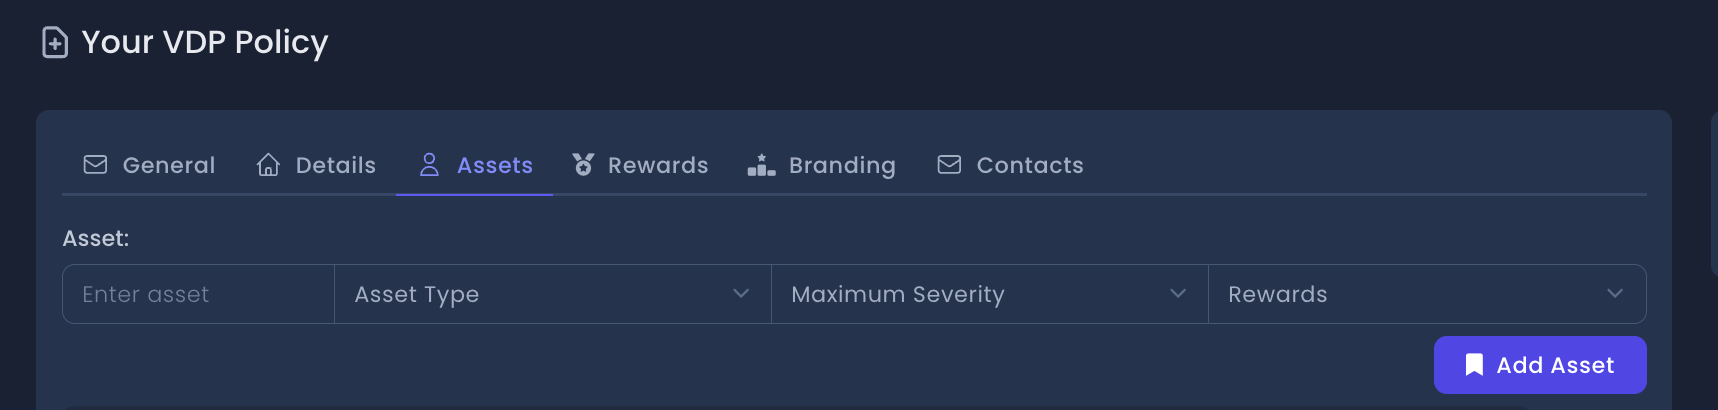 Your VDP Policy
General Details Assets Rewards Branding Contacts
Asset:
Enter asset Asset Type Maximum Severity Rewards
Add Asset